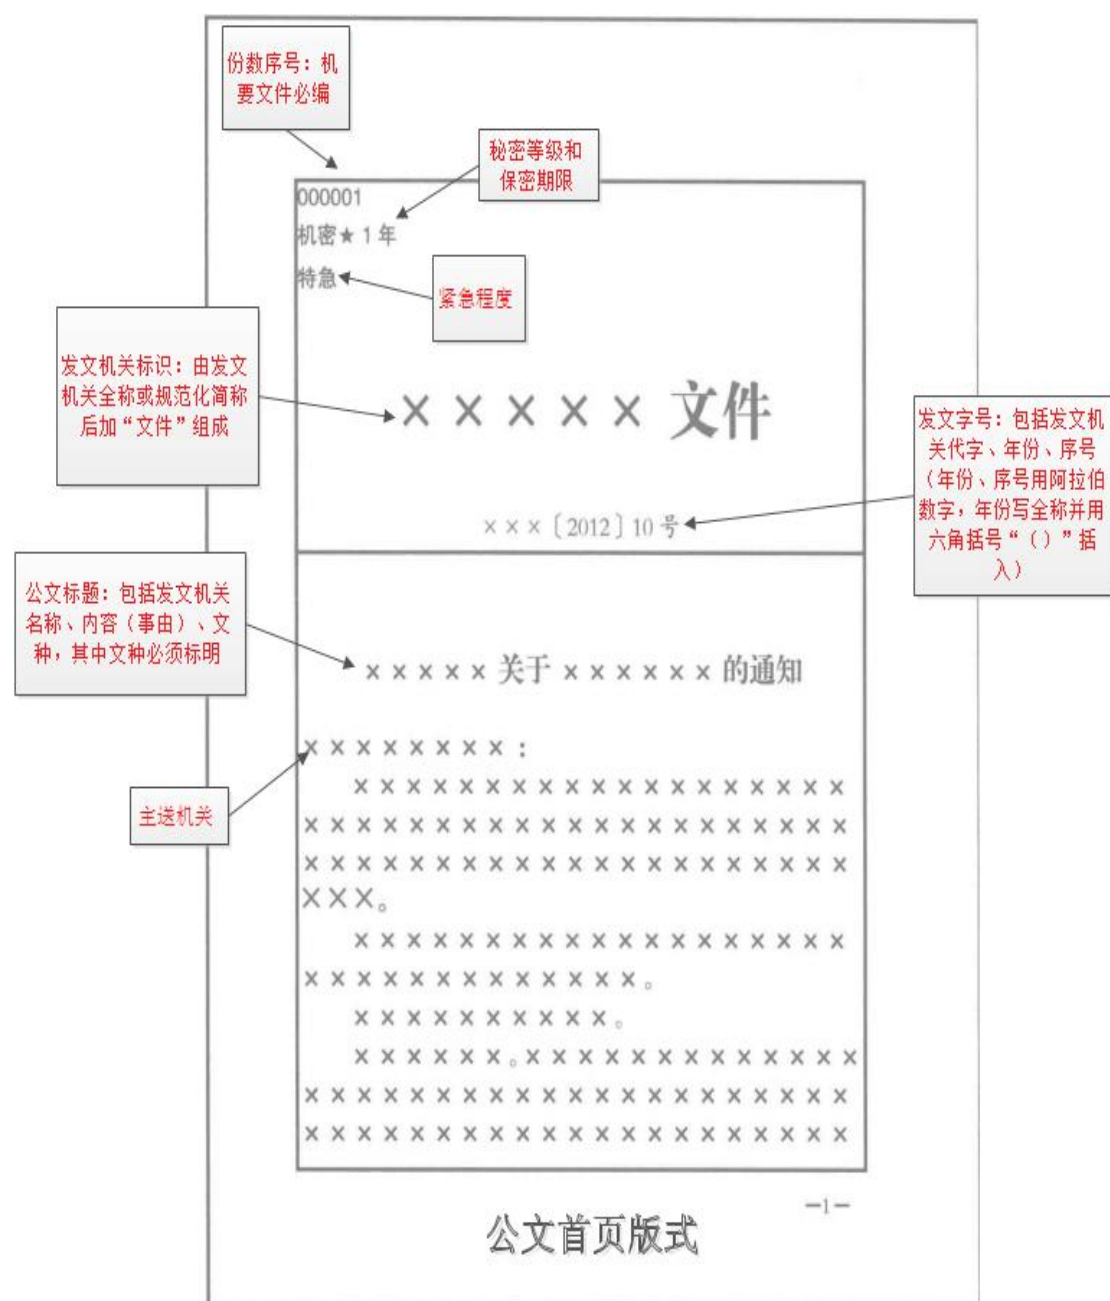 份数序号：机
要文件必编
秘密等级和
保密期限
000001
机密★1年
特急
紧急程度
发文机关标识：由发文
机关全称或规范化简称
后加“文件”组成
× × × × × 文件
发文字号：包括发文机
关代字、年份、序号
（年份、序号用阿拉伯
数字，年份写全称并用
六角括号“（）”括
入）
× × ×〔2012〕10 号
公文标题：包括发文机关
名称、内容（事由）、文
种，其中文种必须标明
× × × × × 关于 × × × × × × 的通知
× × × × × × × ×：
主送机关
× × × × × × × × × × × × × × × × × × ×
× × × × × × × × × × × × × × × × × × × × ×
× × × × × × × × × × × × × × × × × × × × ×
×××。
× × × × × × × × × × × × × × × × × × ×
× × × × × × × × × × × × ×。
× × × × × × × × × ×。
× × × × × ×。× × × × × × × × × × × × ×
× × × × × × × × × × × × × × × × × × × × ×
× × × × × × × × × × × × × × × × × × × × ×
—1—
公文首页版式